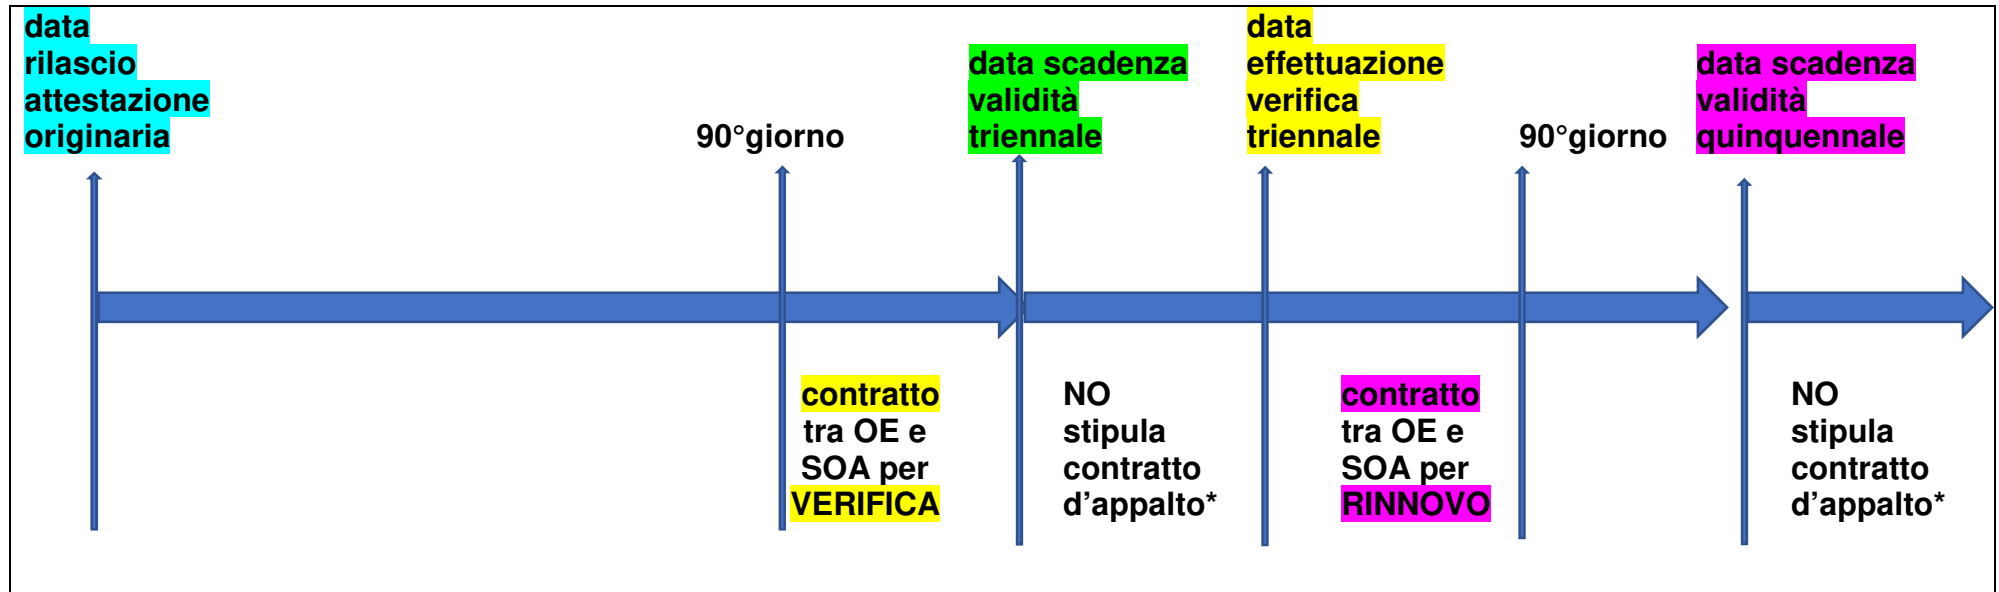 data
rilascio
attestazione
originaria
90°giorno
data scadenza
validità
triennale
data
effettuazione
verifica
triennale
90°giorno
data scadenza
validità
quinquennale
contratto
tra OE e
SOA per
VERIFICA
NO
stipula
contratto
d’appalto*
contratto
tra OE e
SOA per
RINNOVO
NO
stipula
contratto
d’appalto*